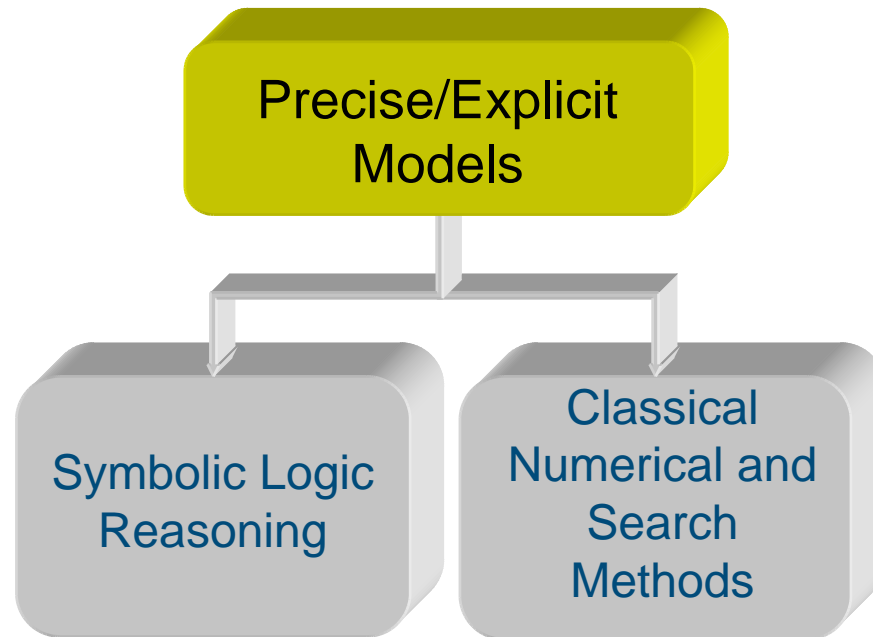 Precise/Explicit
Models
Symbolic Logic
Reasoning
Classical
Numerical and
Search
Methods